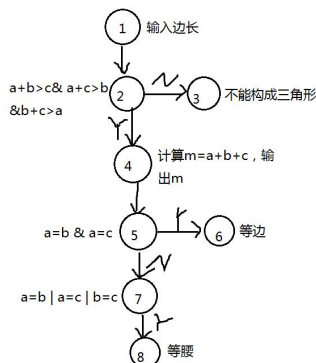 1 输入边长
a+b>c& a+c>b
&b+c>a
2
N
3 不能构成三角形
Y
4 计算m=a+b+c，输
出m
a=b & a=c 5
Y
6 等边
N
a=b | a=c | b=c 7
Y
8 等腰